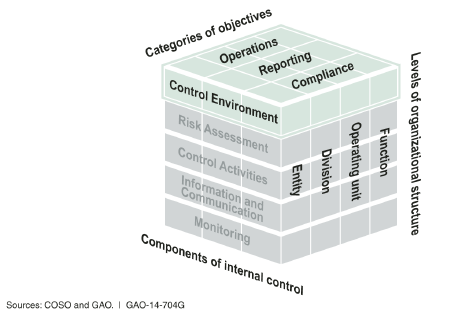 Categories of objectives
Operations
Reporting
Compliance
Control Environment
Risk Assessment
Control Activities
Information and
Communication
Monitoring
Entity
Division
Operating unit
Function
Levels of organizational structure
Components of internal control
Sources: COSO and GAO. | GAO-14-704G